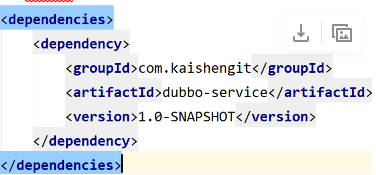 <dependencies>
<dependency>
<groupId>com.kaishengit</groupId>
<artifactId>dubbo-service</artifactId>
<version>1.0-SNAPSHOT</version>
</dependency>
</dependencies>